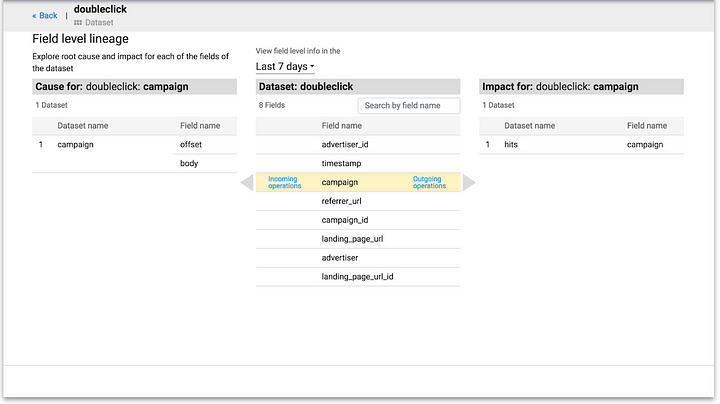 « Back | doubleclick
Dataset
Field level lineage
Explore root cause and impact for each of the fields of
the dataset
View field level info in the
Last 7 days
Cause for: doubleclick: campaign
1 Dataset
Dataset name Field name
1 campaign offset
body
Dataset: doubleclick
8 Fields Search by field name
Field name
advertiser_id
timestamp
Incoming
operations
campaign
Outgoing
operations
referrer_url
campaign_id
landing_page_url
advertiser
landing_page_url_id
Impact for: doubleclick: campaign
1 Dataset
Dataset name Field name
1 hits campaign